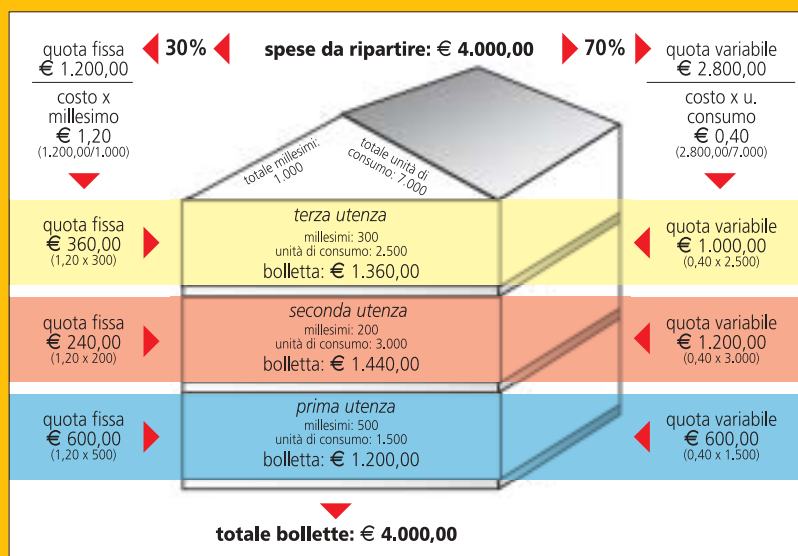 quota fissa
€ 1.200,00
30%
spese da ripartire: € 4.000,00
70%
quota variabile
€ 2.800,00
costo x
millesimo
€ 1,20
(1.200,00/1.000)
totale millesimi:
1.000
totale unità di
consumo: 7.000
costo x u.
consumo
€ 0,40
(2.800,00/7.000)
quota fissa
€ 360,00
(1,20 x 300)
terza utenza
millesimi: 300
unità di consumo: 2.500
bolletta: € 1.360,00
quota variabile
€ 1.000,00
(0,40 x 2.500)
quota fissa
€ 240,00
(1,20 x 200)
seconda utenza
millesimi: 200
unità di consumo: 3.000
bolletta: € 1.440,00
quota variabile
€ 1.200,00
(0,40 x 3.000)
quota fissa
€ 600,00
(1,20 x 500)
prima utenza
millesimi: 500
unità di consumo: 1.500
bolletta: € 1.200,00
quota variabile
€ 600,00
(0,40 x 1.500)
totale bollette: € 4.000,00